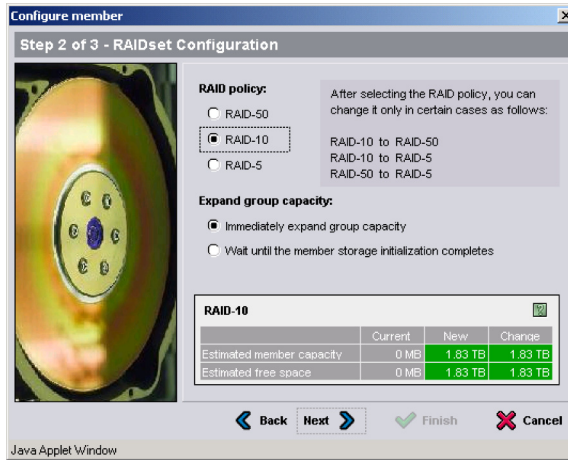 Configure member
Step 2 of 3 - RAIDset Configuration
RAID policy:
RAID-50
RAID-10
RAID-5
After selecting the RAID policy, you can
change it only in certain cases as follows:
RAID-10 to RAID-50
RAID-10 to RAID-5
RAID-50 to RAID-5
Expand group capacity:
Immediately expand group capacity
Wait until the member storage initialization completes
RAID-10
Current New Change
Estimated member capacity 0 MB 1.83 TB 1.83 TB
Estimated free space 0 MB 1.83 TB 1.83 TB
Back Next Finish Cancel
Java Applet Window